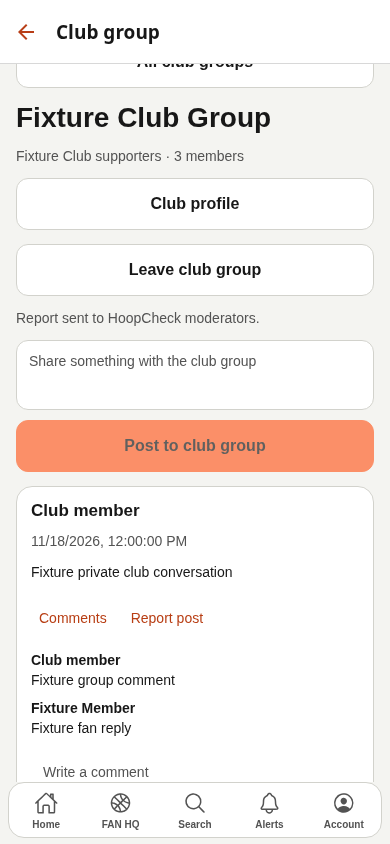 Club group
All club groups
Fixture Club Group
Fixture Club supporters · 3 members
Club profile
Leave club group
Report sent to HoopCheck moderators.
Share something with the club group
Post to club group
Club member
11/18/2026, 12:00:00 PM
Fixture private club conversation
Comments Report post
Club member
Fixture group comment
Fixture Member
Fixture fan reply
Write a comment
Home FAN HQ Search Alerts Account